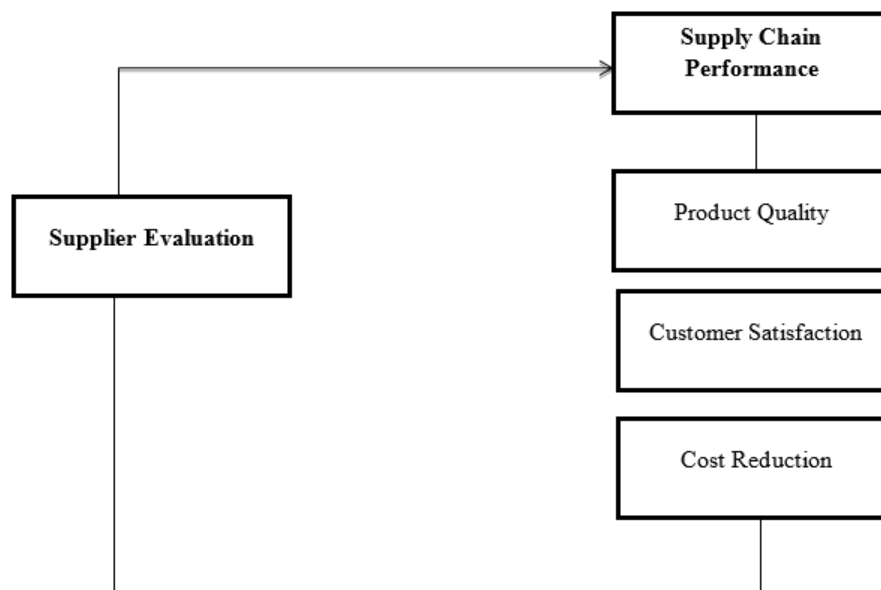 Supply Chain
Performance
Product Quality
Supplier Evaluation
Customer Satisfaction
Cost Reduction